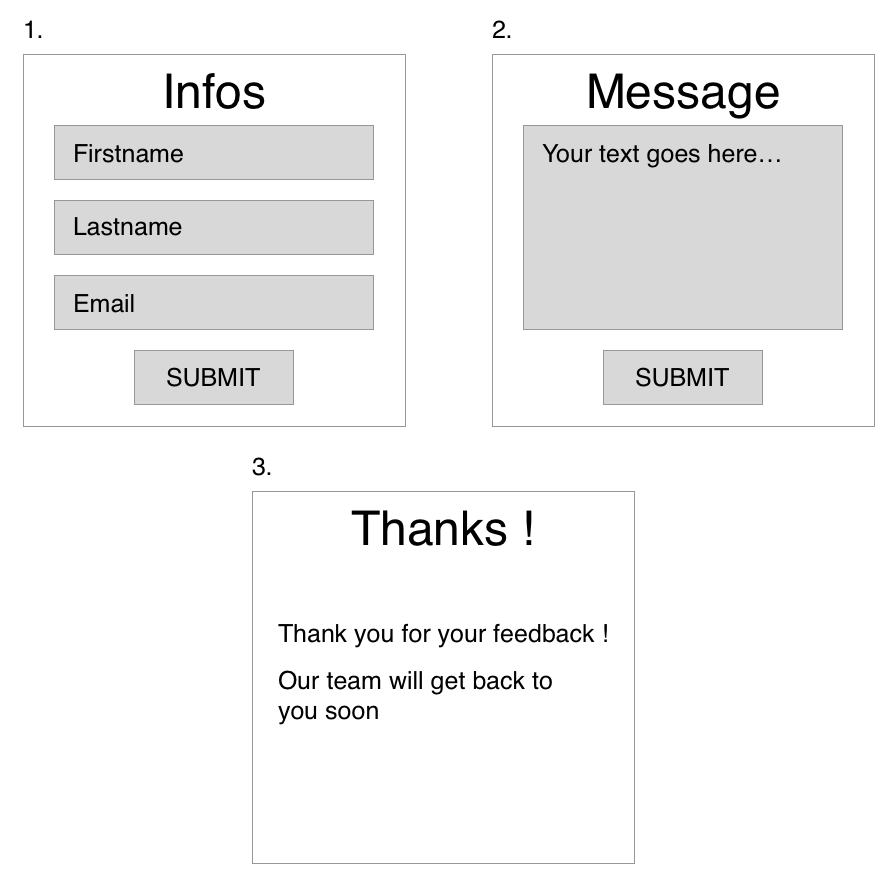 1.
Infos
Firstname
Lastname
Email
SUBMIT
2.
Message
Your text goes here…
SUBMIT
3.
Thanks !
Thank you for your feedback !
Our team will get back to
you soon